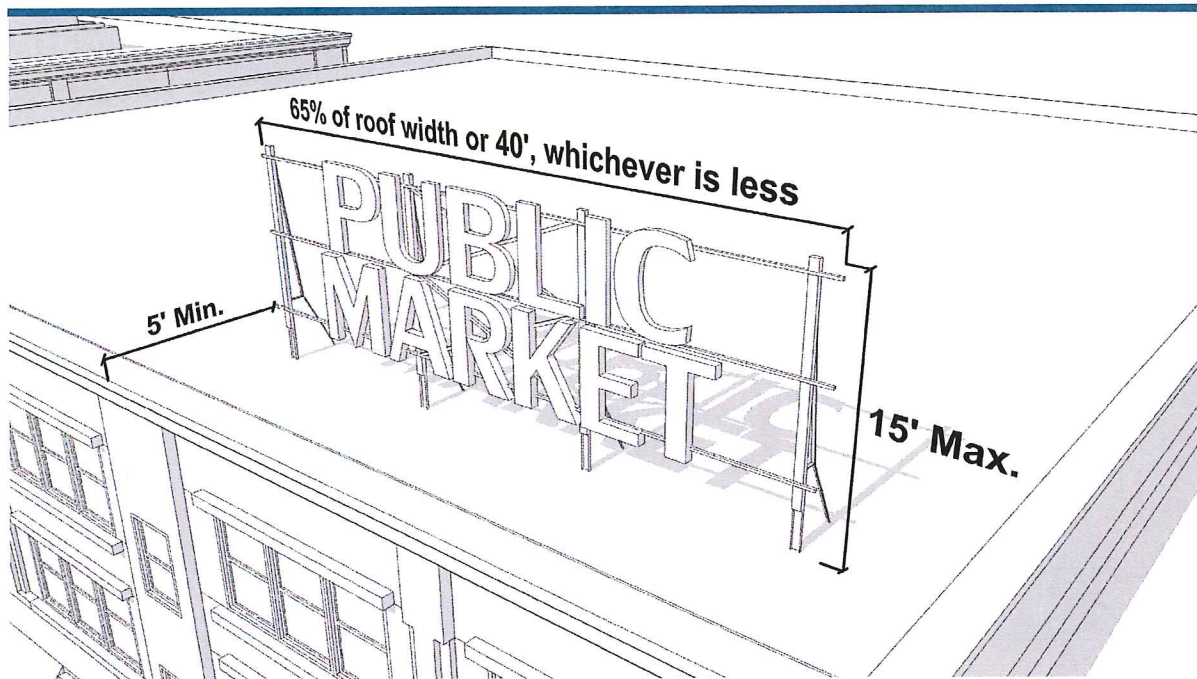 65% of roof width or 40', whichever is less
PUBLIC
MARKET
5' Min.
15' Max.